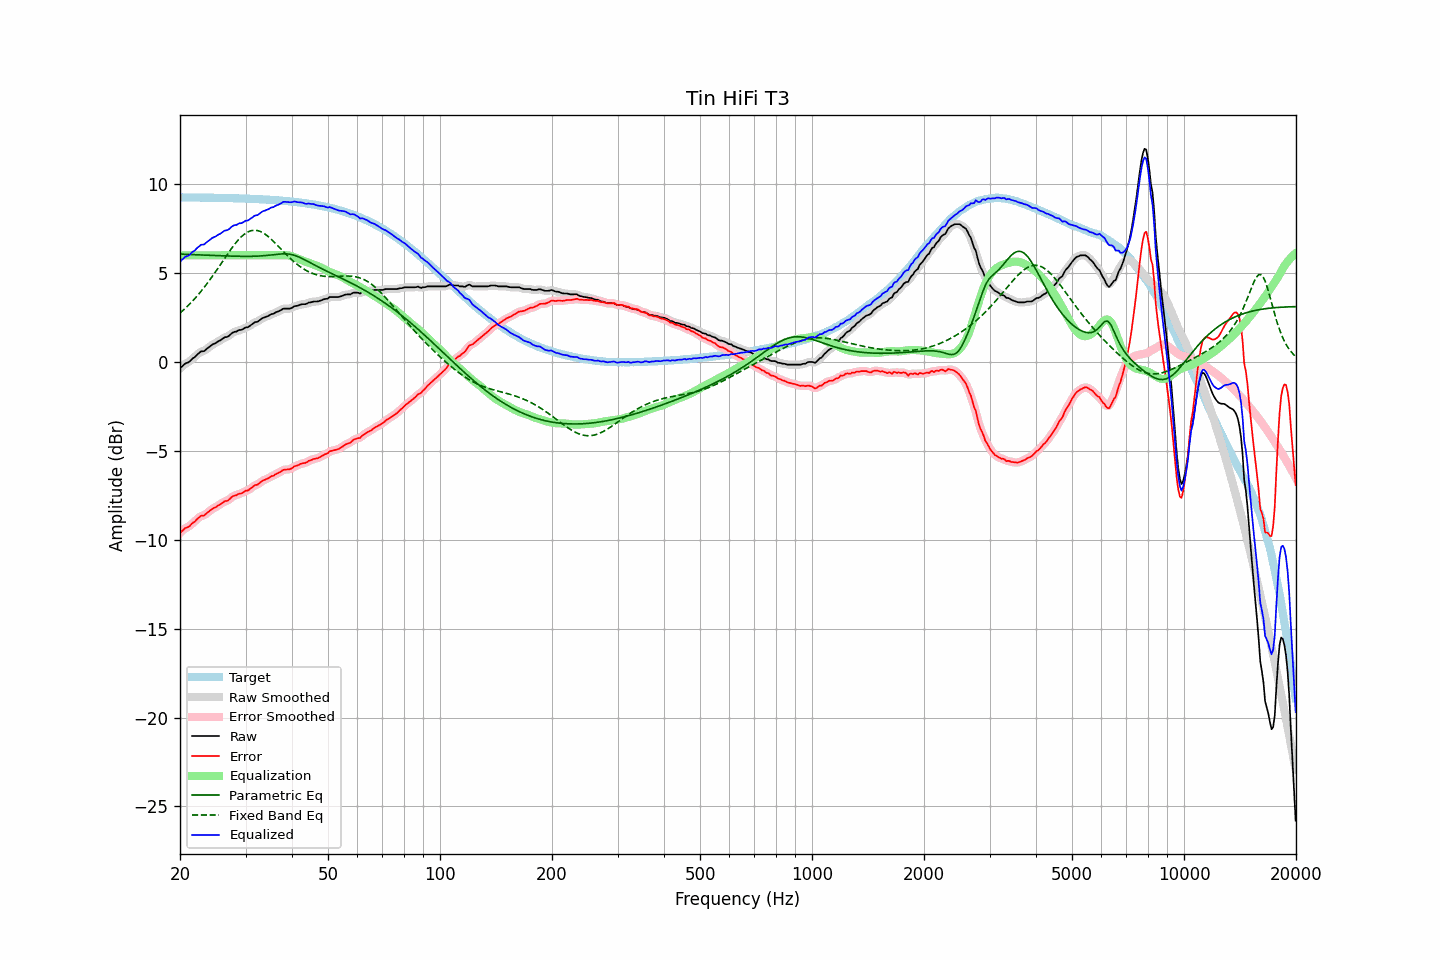 Tin HiFi T3
Amplitude (dBr)
10
5
0
−5
−10
−15
−20
−25
Target
Raw Smoothed
Error Smoothed
Raw
Error
Equalization
Parametric Eq
Fixed Band Eq
Equalized
20 50 100 200 500 1000 2000 5000 10000 20000
Frequency (Hz)